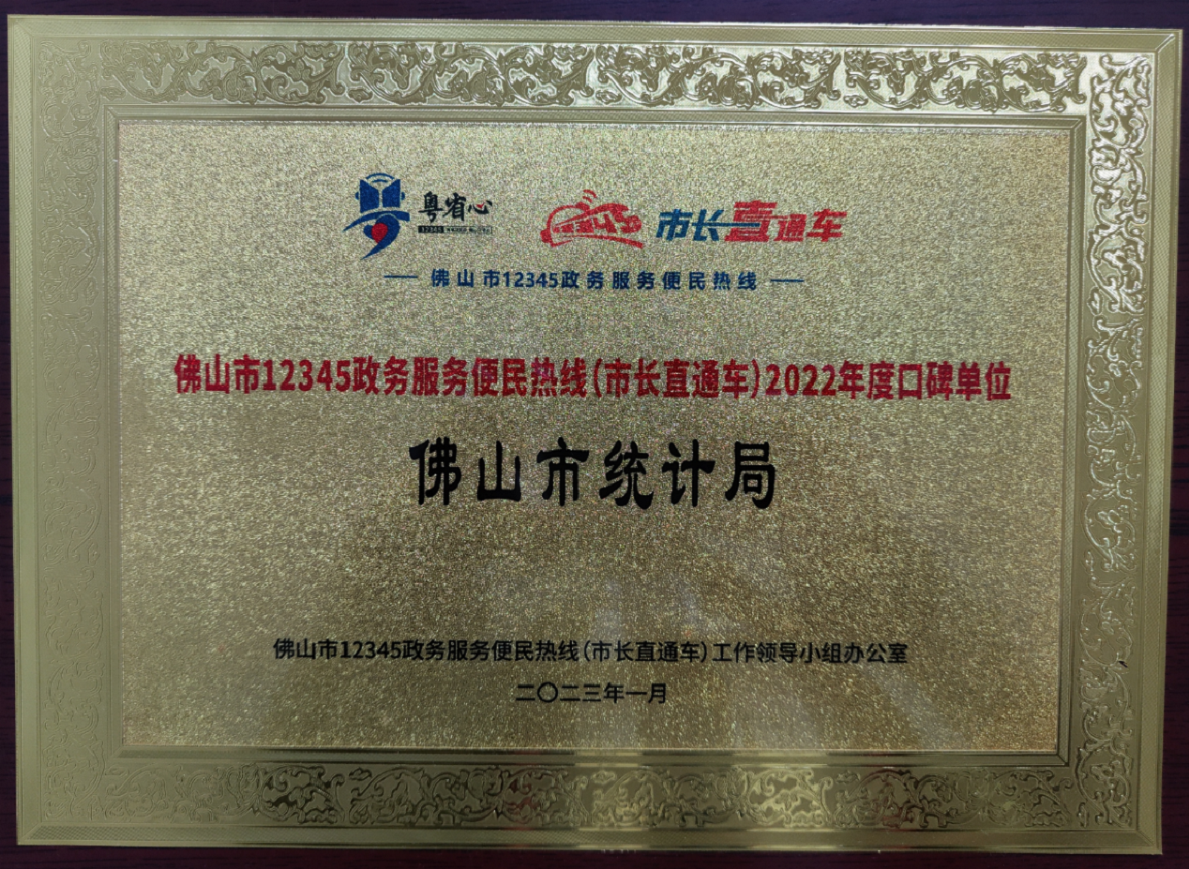 粤省心
市长直通车
佛山市12345政务服务便民热线
佛山市12345政务服务便民热线(市长直通车)2022年度口碑单位
佛山市统计局
佛山市12345政务服务便民热线(市长直通车)工作领导小组办公室
二〇二三年一月